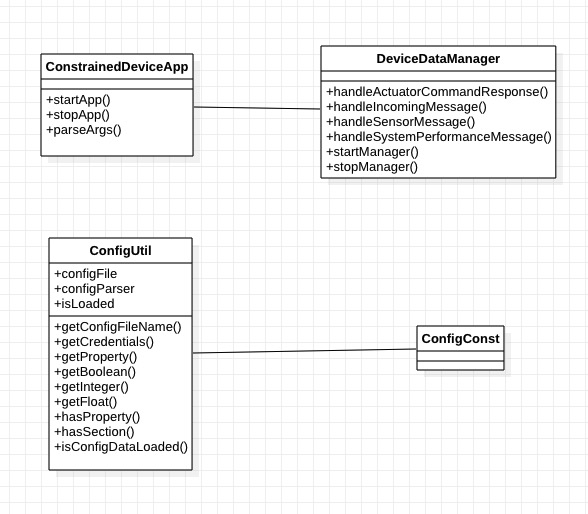 ConstrainedDeviceApp
+startApp()
+stopApp()
+parseArgs()
DeviceDataManager
+handleActuatorCommandResponse()
+handleIncomingMessage()
+handleSensorMessage()
+handleSystemPerformanceMessage()
+startManager()
+stopManager()
ConfigUtil
+configFile
+configParser
+isLoaded
+getConfigFileName()
+getCredentials()
+getProperty()
+getBoolean()
+getInteger()
+getFloat()
+hasProperty()
+hasSection()
+isConfigDataLoaded()
ConfigConst